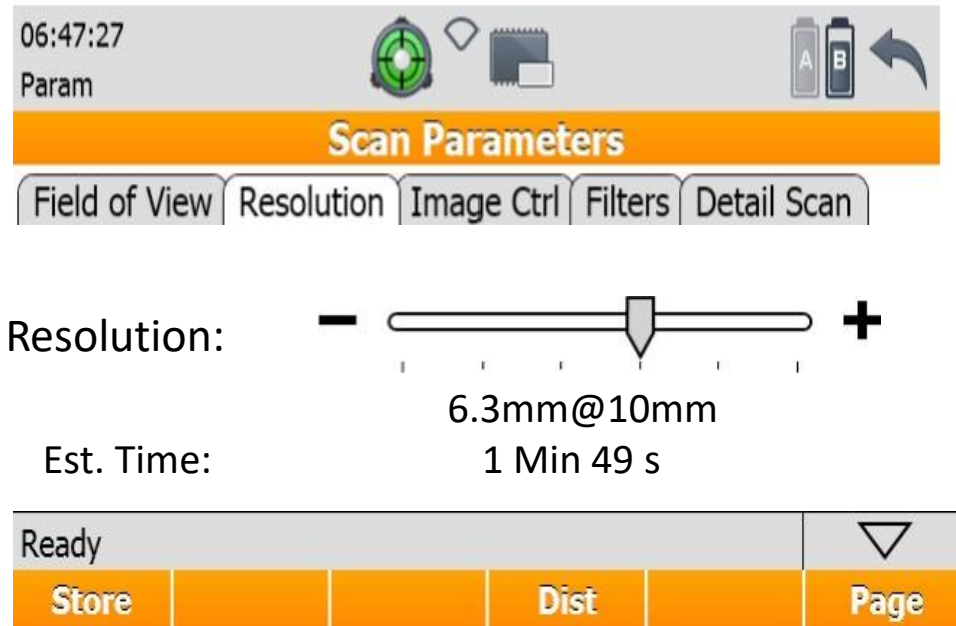 06:47:27
Param
A B
Scan Parameters
Field of View Resolution Image Ctrl Filters Detail Scan
Resolution: - +
6.3mm@10mm
Est. Time: 1 Min 49 s
Ready
Store Dist Page